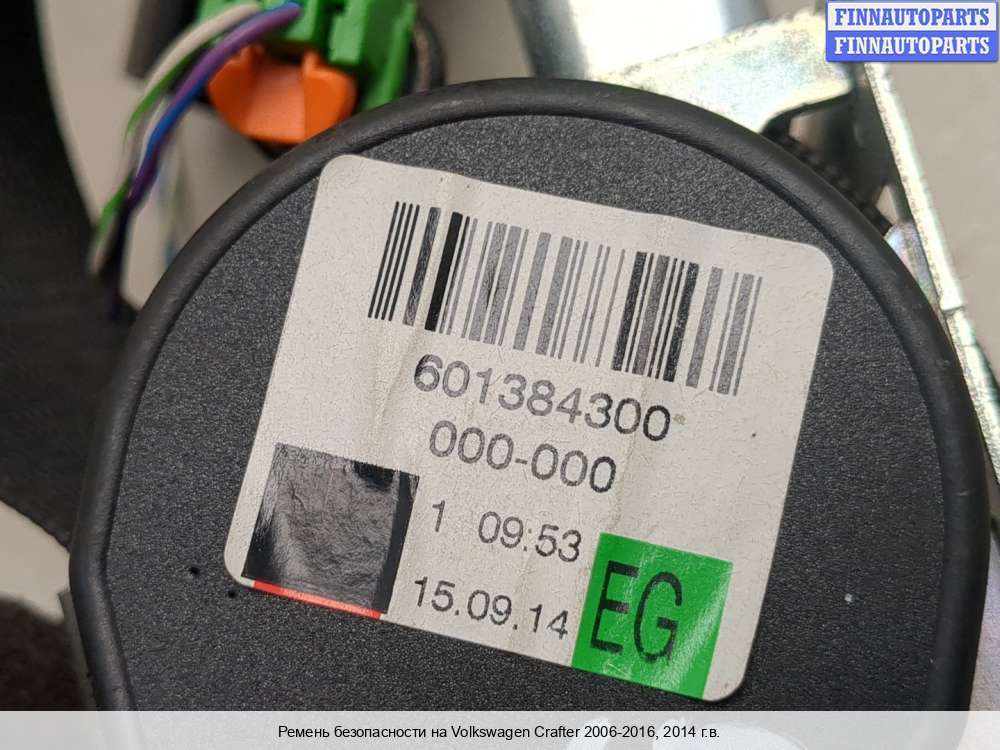 FINNAUTOPARTS
FINNAUTOPARTS
601384300
000-000
1 09:53
15.09.14
EG
Ремень безопасности на Volkswagen Crafter 2006-2016, 2014 г.в.